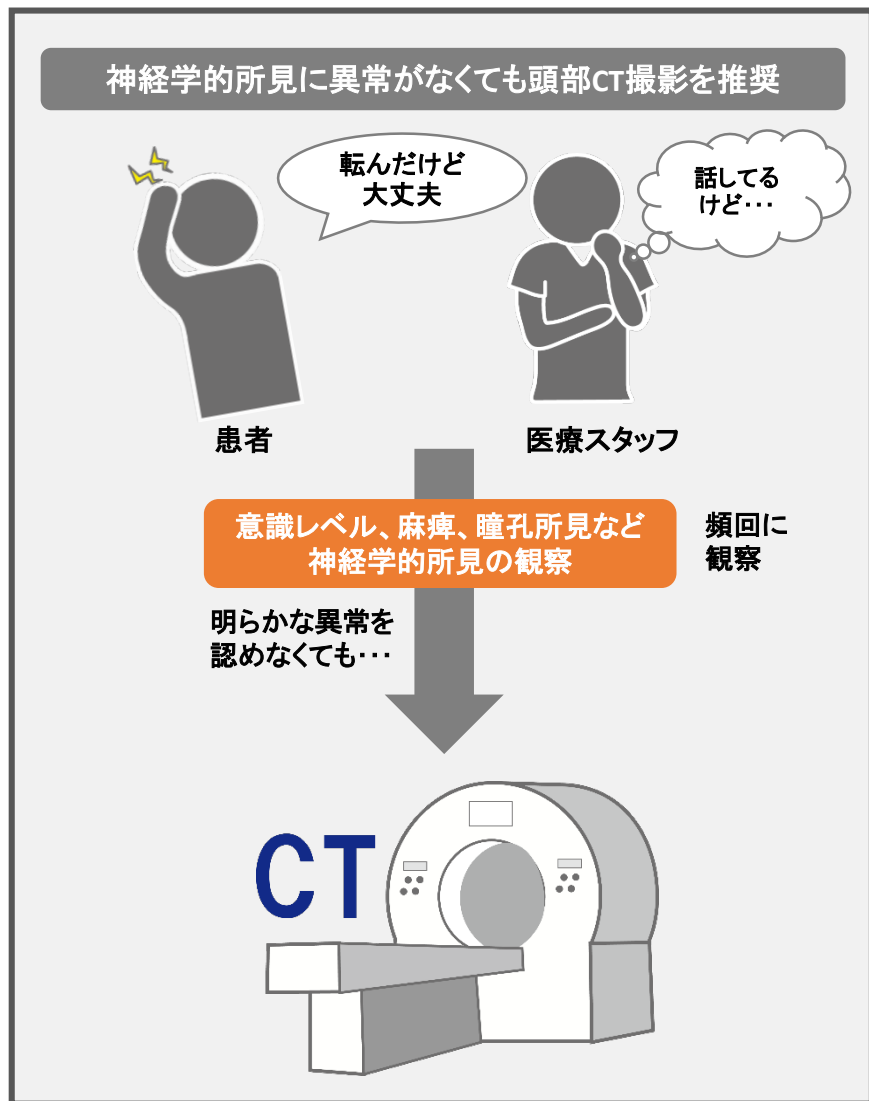 神経学的所見に異常がなくても頭部CT撮影を推奨
転んだけど
大丈夫
話してる
けど･･･
患者
医療スタッフ
意識レベル、麻痺、瞳孔所見など
神経学的所見の観察
頻回に
観察
明らかな異常を
認めなくても･･･
CT